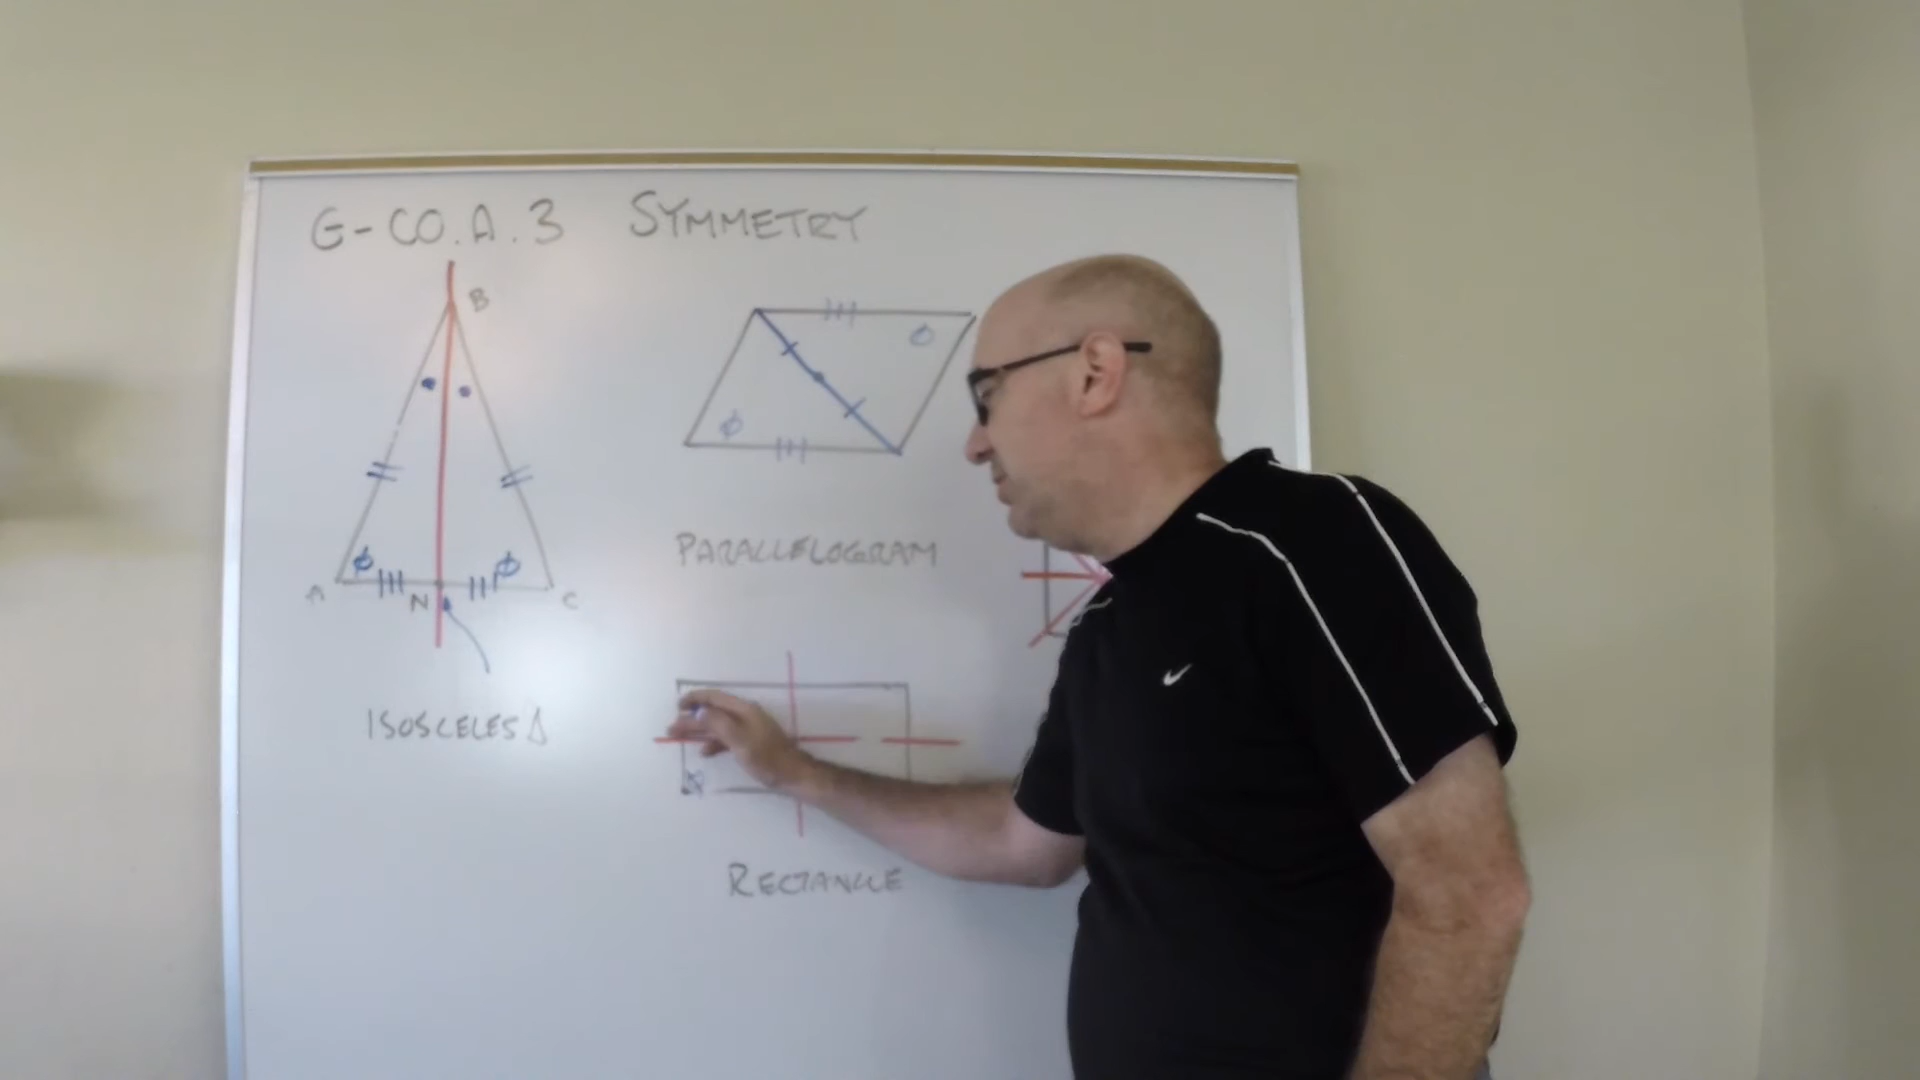 G-CO.A.3 SYMMETRY
B
ϕ
ϕ
ϕ ϕ
A N C
PARALLELOGRAM
ISOSCELES Δ
RECTANGLE